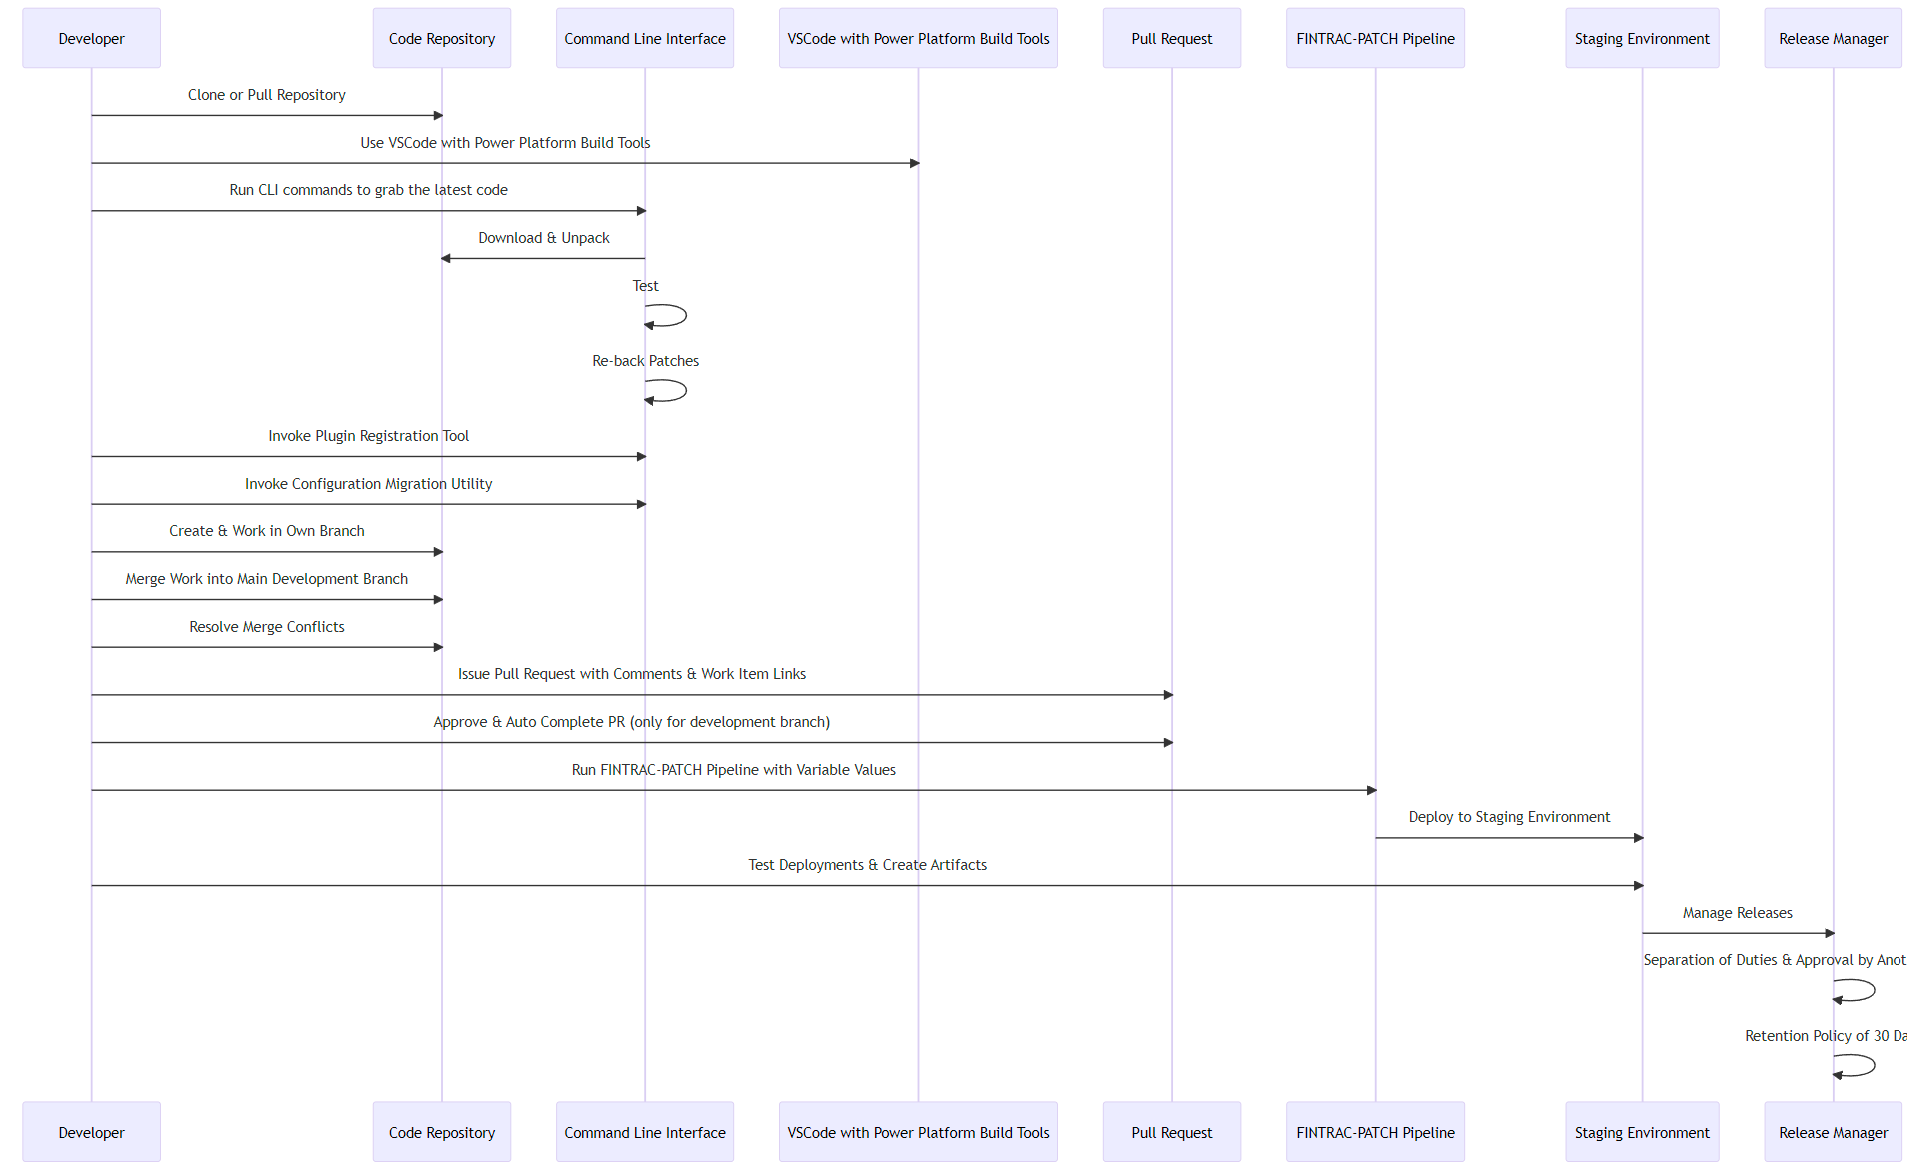 Developer
Code Repository
Command Line Interface
VSCode with Power Platform Build Tools
Pull Request
FINTRAC-PATCH Pipeline
Staging Environment
Release Manager
Clone or Pull Repository
Use VSCode with Power Platform Build Tools
Run CLI commands to grab the latest code
Download & Unpack
Test
Re-back Patches
Invoke Plugin Registration Tool
Invoke Configuration Migration Utility
Create & Work in Own Branch
Merge Work into Main Development Branch
Resolve Merge Conflicts
Issue Pull Request with Comments & Work Item Links
Approve & Auto Complete PR (only for development branch)
Run FINTRAC-PATCH Pipeline with Variable Values
Deploy to Staging Environment
Test Deployments & Create Artifacts
Manage Releases
Separation of Duties & Approval by
Retention Policy of 30
Developer
Code Repository
Command Line Interface
VSCode with Power Platform Build Tools
Pull Request
FINTRAC-PATCH Pipeline
Staging Environment
Release Manager